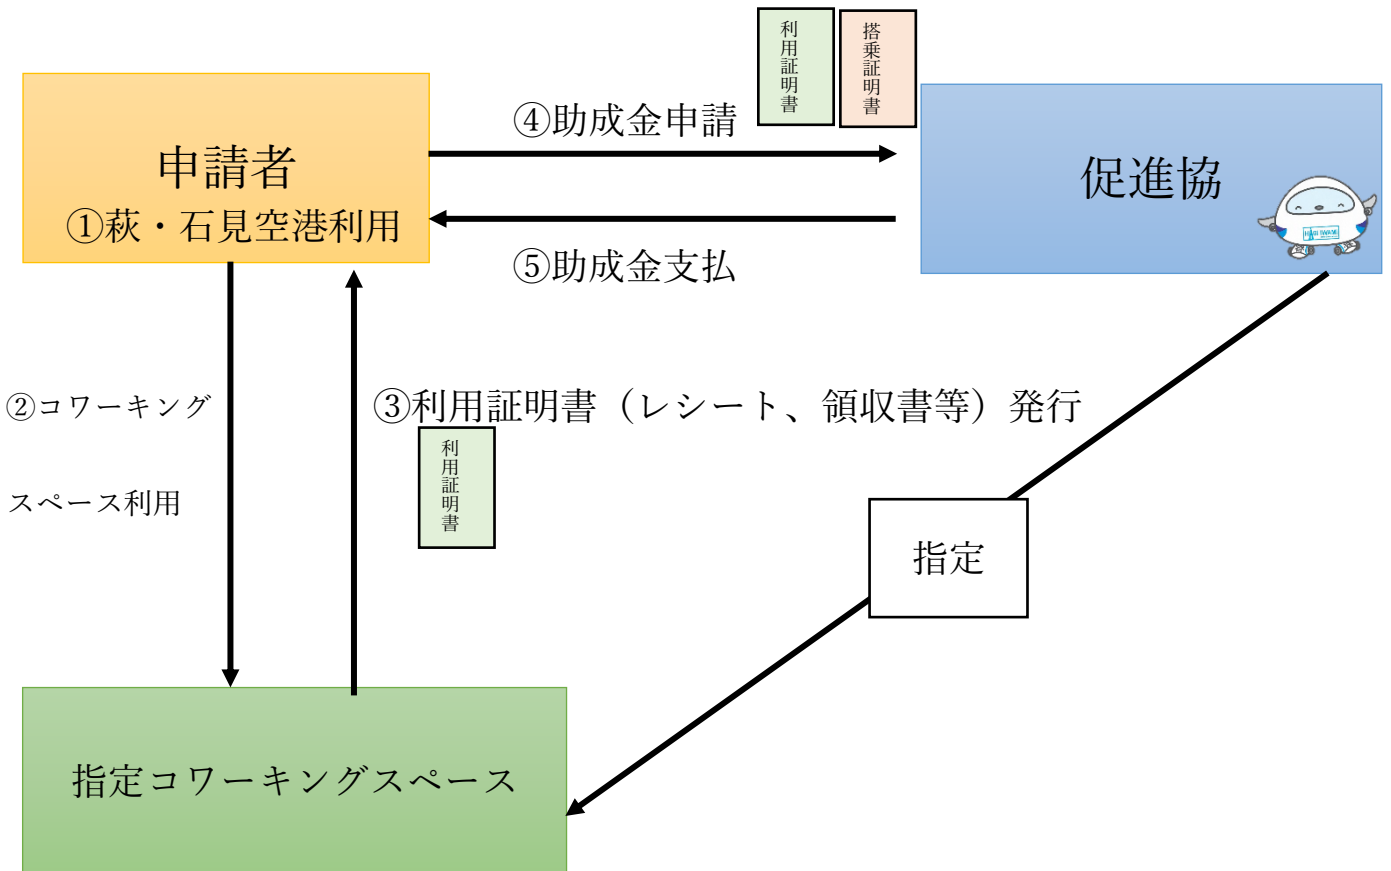 利用証明書
搭乗証明書
④助成金申請
申請者
①萩・石見空港利用
促進協
⑤助成金支払
②コワーキング
スペース利用
③利用証明書（レシート、領収書等）発行
利用証明書
指定
指定コワーキングスペース